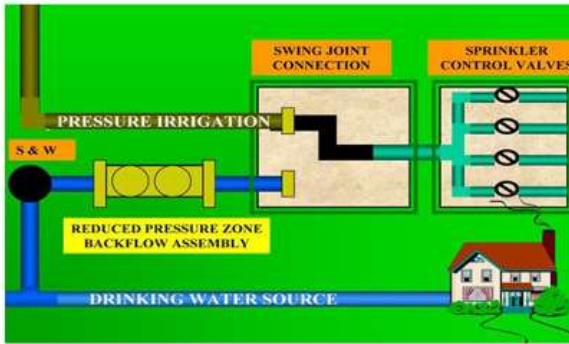 SWING JOINT
CONNECTION
SPRINKLER
CONTROL VALVES
PRESSURE IRRIGATION
S & W
REDUCED PRESSURE ZONE
BACKFLOW ASSEMBLY
DRINKING WATER SOURCE